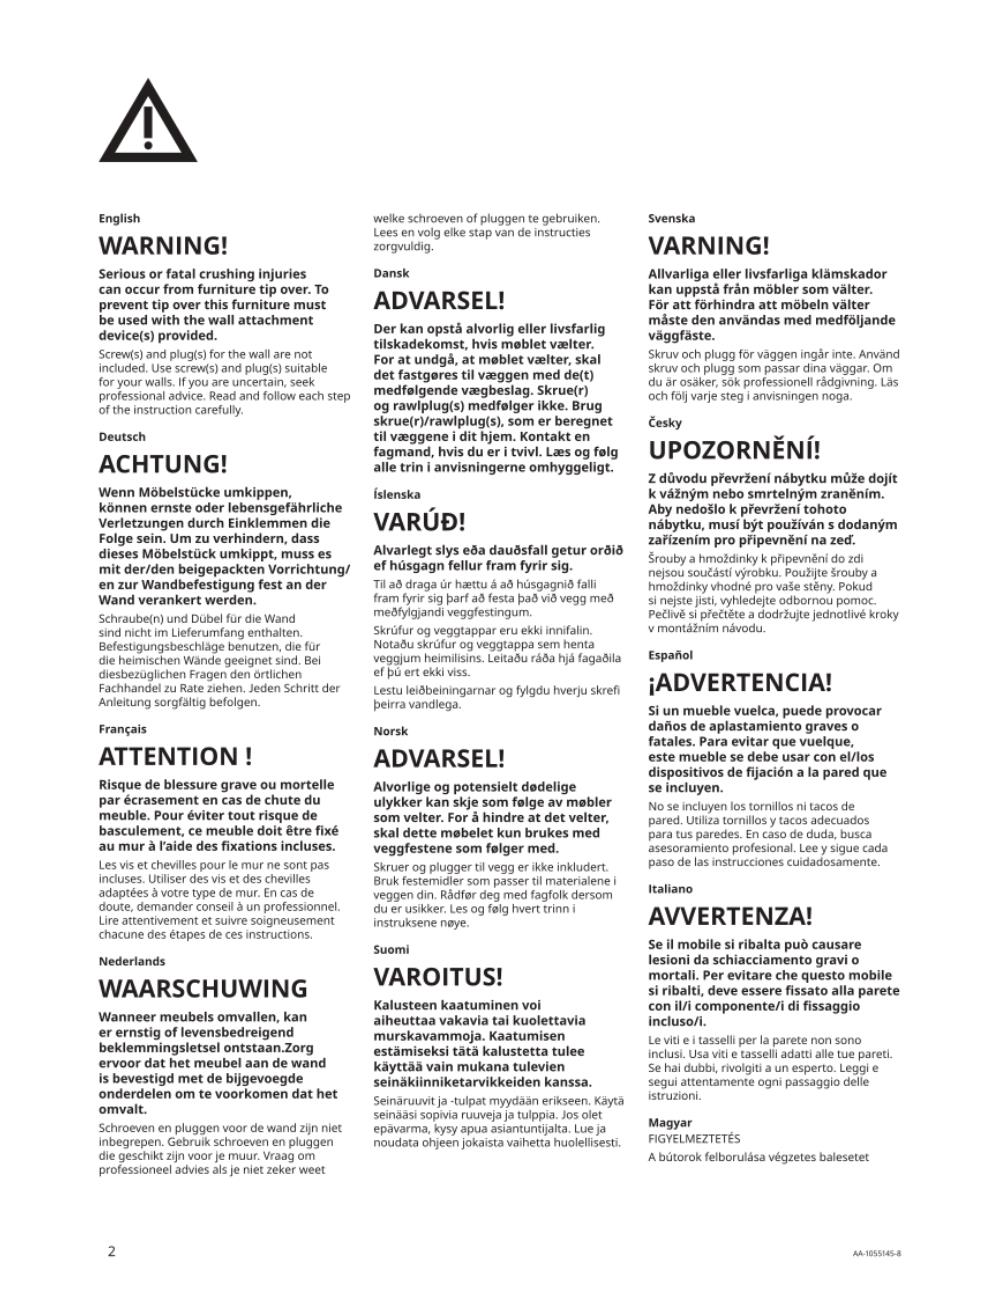 English
WARNING!
Serious or fatal crushing injuries
can occur from furniture tip over. To
prevent tip over this furniture must
be used with the wall attachment
device(s) provided.
Screw(s) and plug(s) for the wall are not
included. Use screw(s) and plug(s) suitable
for your walls. If you are uncertain, seek
professional advice. Read and follow each step
of the instruction carefully.
Deutsch
ACHTUNG!
Wenn Möbelstücke umkippen,
können ernste oder lebensgefährliche
Verletzungen durch Einklemmen die
Folge sein. Um zu verhindern, dass
dieses Möbelstück umkippt, muss es
mit der/den beigepackten Vorrichtung/
en zur Wandbefestigung fest an der
Wand verankert werden.
Schraube(n) und Dübel für die Wand
sind nicht im Lieferumfang enthalten.
Befestigungsbeschläge benutzen, die für
die heimischen Wände geeignet sind. Bei
diesbezüglichen Fragen den örtlichen
Fachhandel zu Rate ziehen. Jeden Schritt der
Anleitung sorgfältig befolgen.
Français
ATTENTION !
Risque de blessure grave ou mortelle
par écrasement en cas de chute du
meuble. Pour éviter tout risque de
basculement, ce meuble doit être fixé
au mur à l’aide des fixations incluses.
Les vis et chevilles pour le mur ne sont pas
incluses. Utiliser des vis et des chevilles
adaptées à votre type de mur. En cas de
doute, demander conseil à un professionnel.
Lire attentivement et suivre soigneusement
chacune des étapes de ces instructions.
Nederlands
WAARSCHUWING
Wanneer meubels omvallen, kan
er ernstig of levensbedreigend
beklemmingsletsel ontstaan.Zorg
ervoor dat het meubel aan de wand
is bevestigd met de bijgevoegde
onderdelen om te voorkomen dat het
omvalt.
Schroeven en pluggen voor de wand zijn niet
inbegrepen. Gebruik schroeven en pluggen
die geschikt zijn voor je muur. Vraag om
professioneel advies als je niet zeker weet
welke schroeven of pluggen te gebruiken.
Lees en volg elke stap van de instructies
zorgvuldig.
Dansk
ADVARSEL!
Der kan opstå alvorlig eller livsfarlig
tilskadekomst, hvis møblet vælter.
For at undgå, at møblet vælter, skal
det fastgøres til væggen med de(t)
medfølgende vægbeslag. Skrue(r)
og rawlplug(s) medfølger ikke. Brug
skrue(r)/rawlplug(s), som er beregnet
til væggene i dit hjem. Kontakt en
fagmand, hvis du er i tvivl. Læs og følg
alle trin i anvisningerne omhyggeligt.
Íslenska
VARÚÐ!
Alvarlegt slys eða dauðsfall getur orðið
ef húsgagn fellur fram fyrir sig.
Til að draga úr hættu á að húsgagnið falli
fram fyrir sig þarf að festa það við vegg með
meðfylgjandi veggfestingum.
Skrúfur og veggtappar eru ekki innifalin.
Notaðu skrúfur og veggtappa sem henta
veggjum heimilisins. Leitaðu ráða hjá fagaðila
ef þú ert ekki viss.
Lestu leiðbeiningarnar og fylgdu hverju skrefi
þeirra vandlega.
Norsk
ADVARSEL!
Alvorlige og potensielt dødelige
ulykker kan skje som følge av møbler
som velter. For å hindre at det velter,
skal dette møbelet kun brukes med
veggfestene som følger med.
Skruer og plugger til vegg er ikke inkludert.
Bruk festemidler som passer til materialene i
veggen din. Rådfør deg med fagfolk dersom
du er usikker. Les og følg hvert trinn i
instruksene nøye.
Suomi
VAROITUS!
Kalusteen kaatuminen voi
aiheuttaa vakavia tai kuolettavia
murskavammoja. Kaatumisen
estämiseksi tätä kalustetta tulee
käyttää vain mukana tulevien
seinäkiinniketarvikkeiden kanssa.
Seinäruuvit ja -tulpat myydään erikseen. Käytä
seinääsi sopivia ruuveja ja tulppia. Jos olet
epävarma, kysy apua asiantuntijalta. Lue ja
noudata ohjeen jokaista vaihetta huolellisesti.
Svenska
VARNING!
Allvarliga eller livsfarliga klämskador
kan uppstå från möbler som välter.
För att förhindra att möbeln välter
måste den användas med medföljande
väggfäste.
Skruv och plugg för väggen ingår inte. Använd
skruv och plugg som passar dina väggar. Om
du är osäker, sök professionell rådgivning. Läs
och följ varje steg i anvisningen noga.
Česky
UPOZORNĚNÍ!
Z důvodu převržení nábytku může dojít
k vážným nebo smrtelným zraněním.
Aby nedošlo k převržení tohoto
nábytku, musí být používán s dodaným
zařízením pro připevnění na zeď.
Šrouby a hmoždinky k připevnění do zdi
nejsou součástí výrobku. Použijte šrouby a
hmoždinky vhodné pro vaše stěny. Pokud
si nejste jisti, vyhledejte odbornou pomoc.
Pečlivě si přečtěte a dodržujte jednotlivé kroky
v montážním návodu.
Español
¡ADVERTENCIA!
Si un mueble vuelca, puede provocar
daños de aplastamiento graves o
fatales. Para evitar que vuelque,
este mueble se debe usar con el/los
dispositivos de fijación a la pared que
se incluyen.
No se incluyen los tornillos ni tacos de
pared. Utiliza tornillos y tacos adecuados
para tus paredes. En caso de duda, busca
asesoramiento profesional. Lee y sigue cada
paso de las instrucciones cuidadosamente.
Italiano
AVVERTENZA!
Se il mobile si ribalta può causare
lesioni da schiacciamento gravi o
mortali. Per evitare che questo mobile
si ribalti, deve essere fissato alla parete
con il/i componente/i di fissaggio
incluso/i.
Le viti e i tasselli per la parete non sono
inclusi. Usa viti e tasselli adatti alle tue pareti.
Se hai dubbi, rivolgiti a un esperto. Leggi e
segui attentamente ogni passaggio delle
istruzioni.
Magyar
FIGYELMEZTETÉS
A bútorok felborulása végzetes balesetet
2
AA-1055145-8